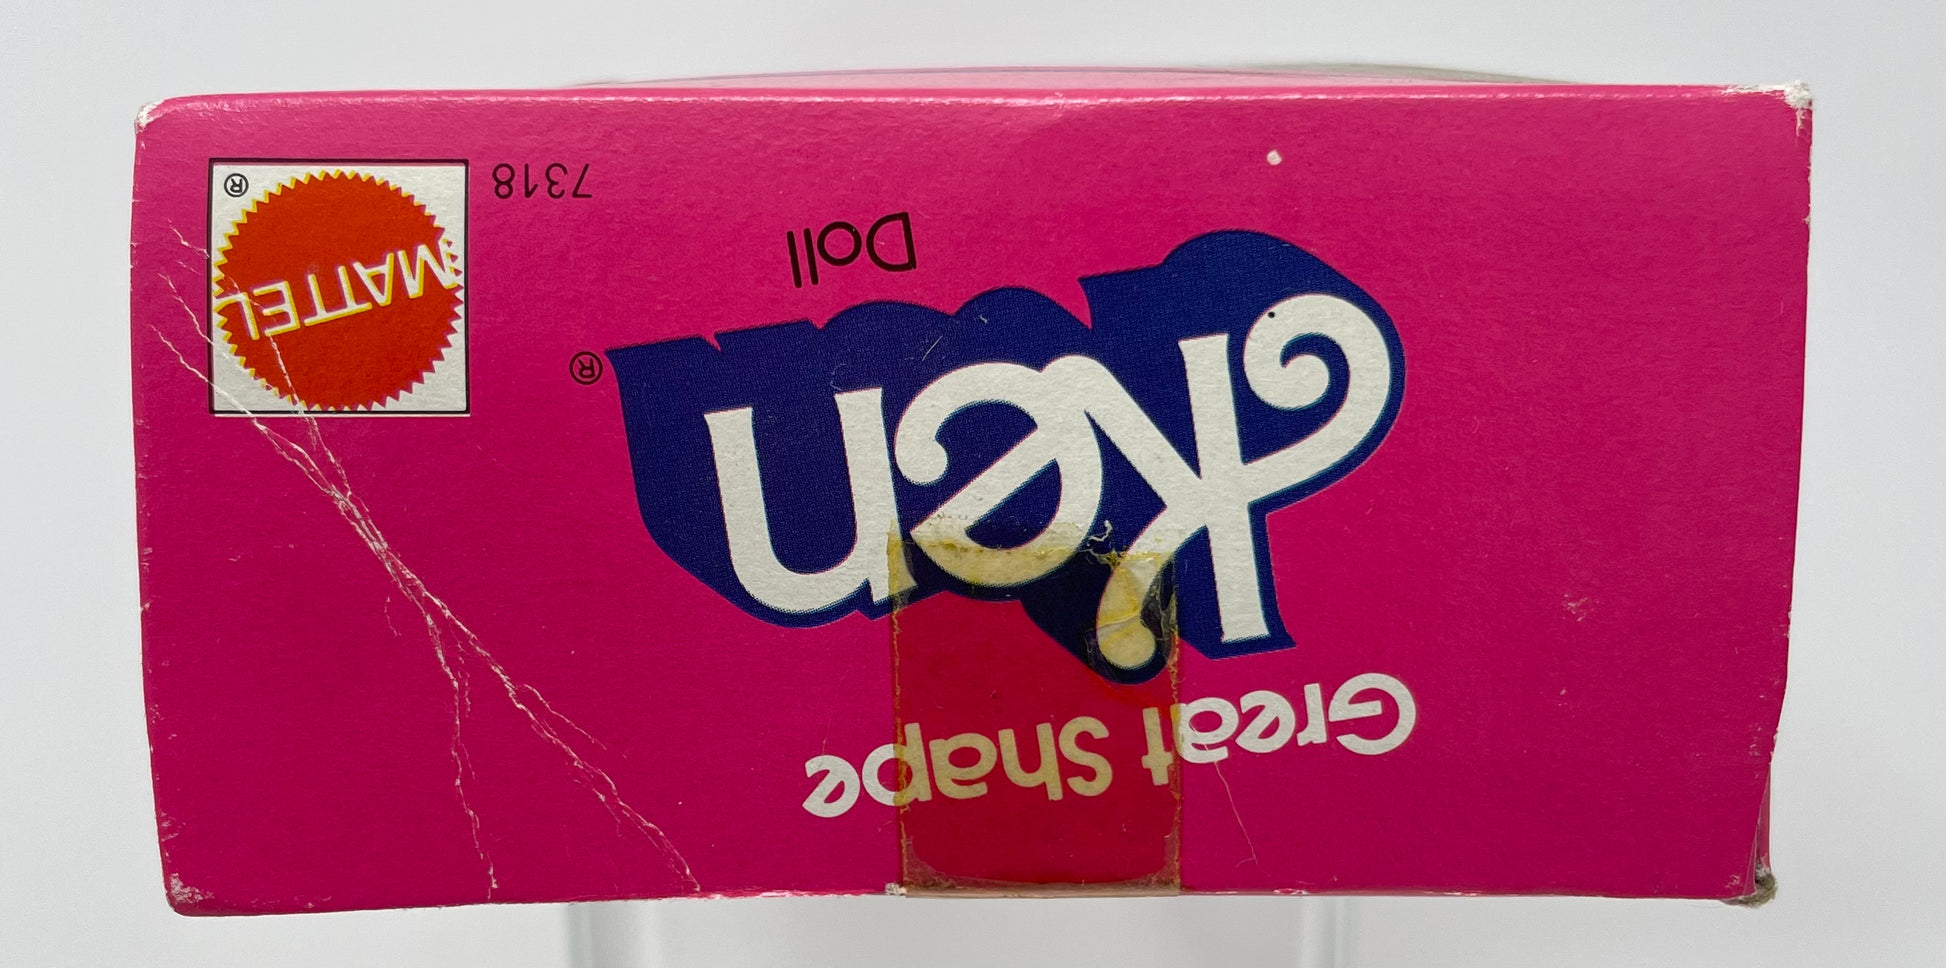 Great Shape
Ken®
Doll
7318
MATTEL
®